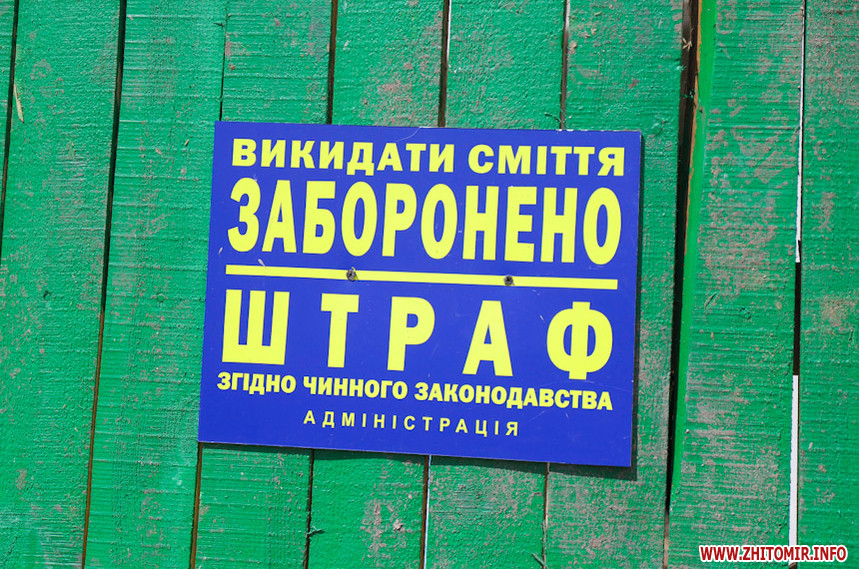 ВИКИДАТИ СМІТТЯ
ЗАБОРОНЕНО
ШТРАФ
ЗГІДНО ЧИННОГО ЗАКОНОДАВСТВА
АДМІНІСТРАЦІЯ
WWW.ZHITOMIR.INFO